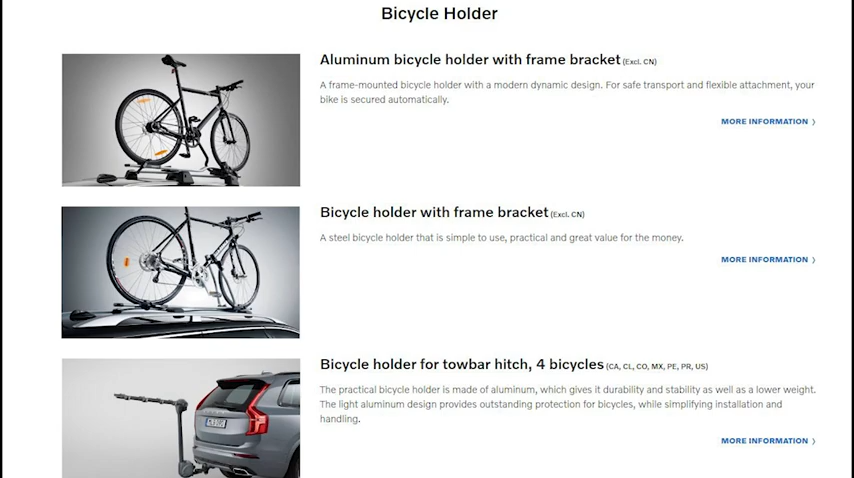 Bicycle Holder
Aluminum bicycle holder with frame bracket (Excl. CN)
A frame-mounted bicycle holder with a modern dynamic design. For safe transport and flexible attachment, your
bike is secured automatically.
MORE INFORMATION
Bicycle holder with frame bracket (Excl. CN)
A steel bicycle holder that is simple to use, practical and great value for the money.
MORE INFORMATION
Bicycle holder for towbar hitch, 4 bicycles (CA, CL, CO, MX, PE, PR, US)
The practical bicycle holder is made of aluminum, which gives it durability and stability as well as a lower weight.
The light aluminum design provides outstanding protection for bicycles, while simplifying installation and
handling.
MORE INFORMATION